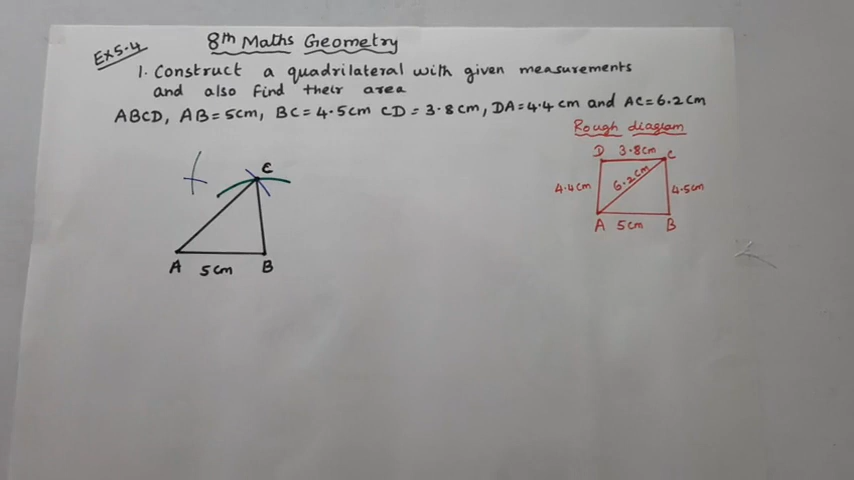 Ex 5.4
8th Maths Geometry
1. Construct a quadrilateral with given measurements
and also find their area
ABCD, AB = 5cm, BC = 4.5cm CD = 3.8cm, DA = 4.4cm and AC = 6.2cm
Rough diagram
D 3.8cm C
4.4cm 6.2cm 4.5cm
A 5cm B
C
A 5cm B